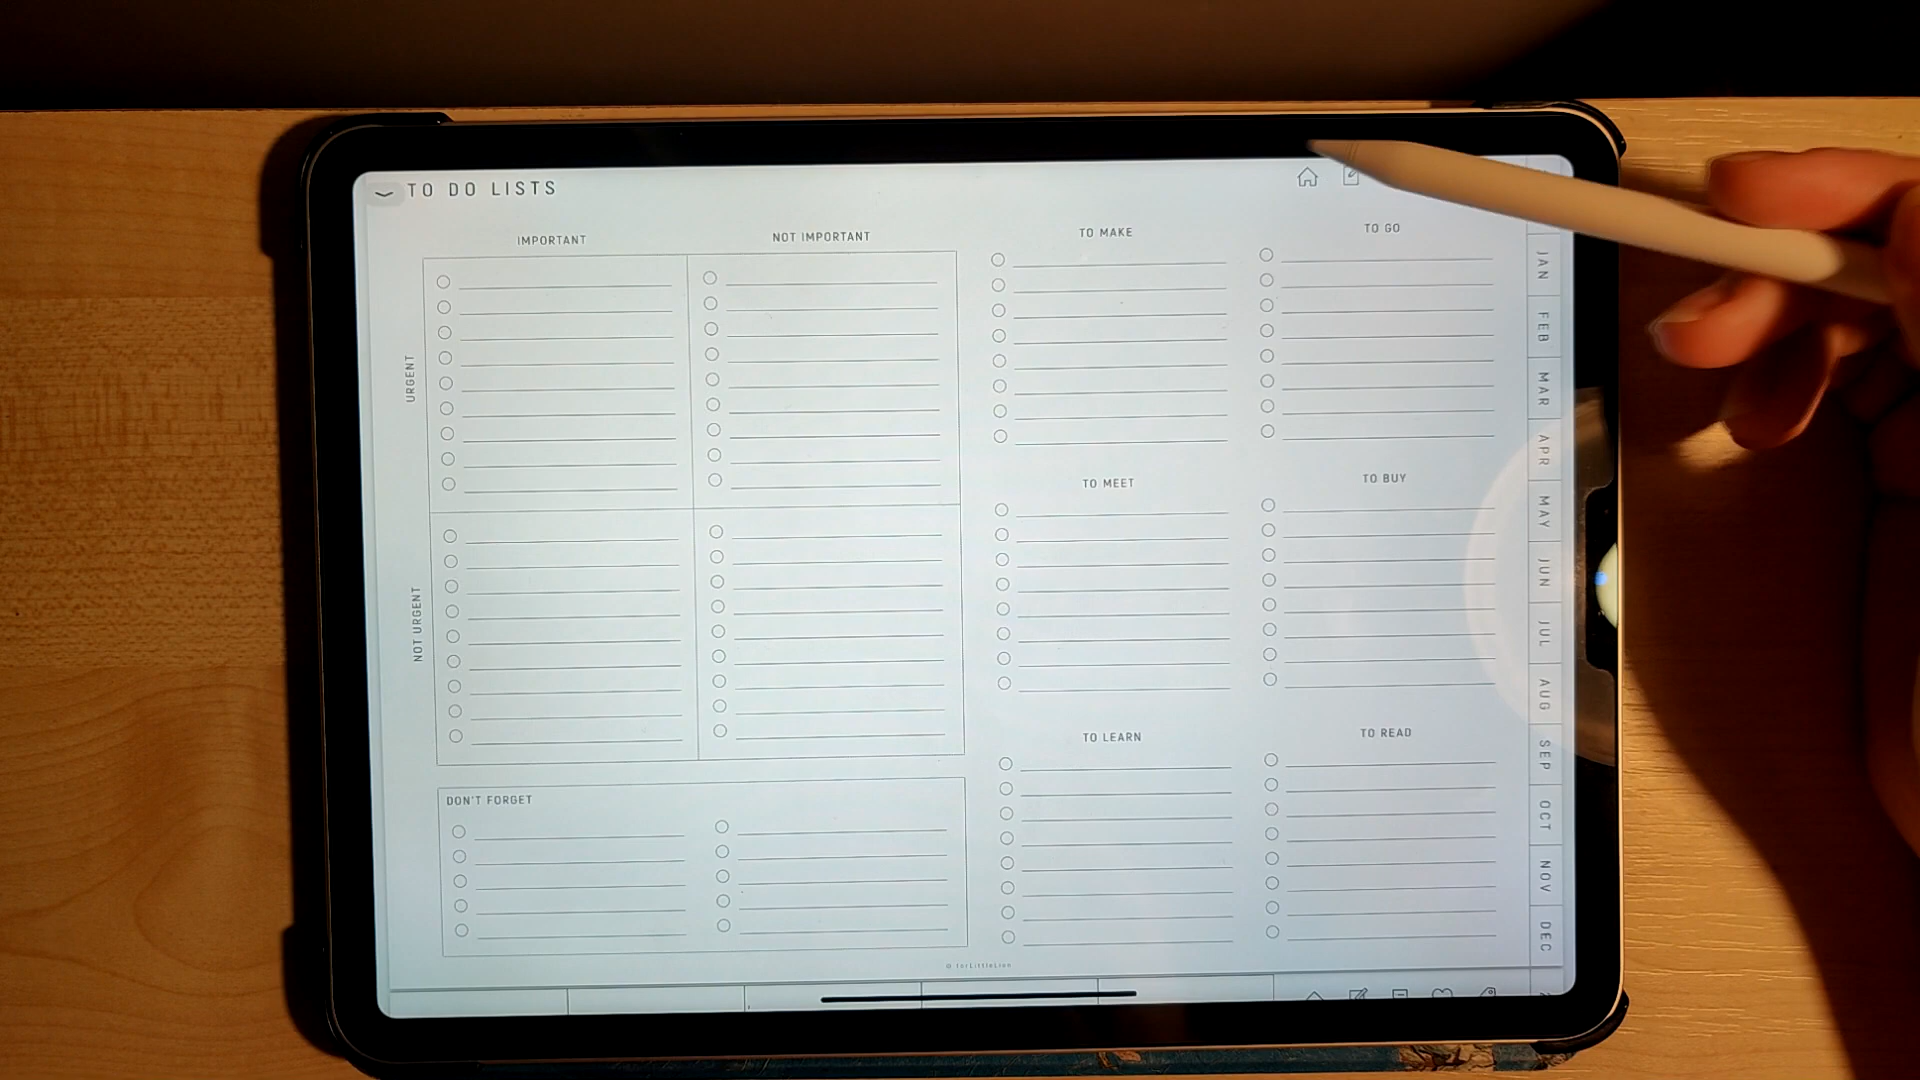 TO DO LISTS
IMPORTANT
NOT IMPORTANT
URGENT
NOT URGENT
DON'T FORGET
TO MAKE
TO GO
TO MEET
TO BUY
TO LEARN
TO READ
JAN
FEB
MAR
APR
MAY
JUN
JUL
AUG
SEP
OCT
NOV
DEC
© forLittleLion